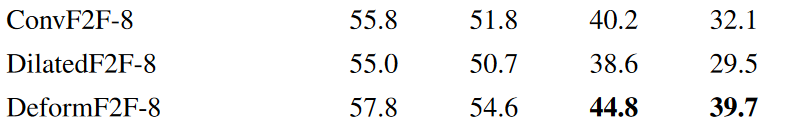 ConvF2F-8 55.8 51.8 40.2 32.1
DilatedF2F-8 55.0 50.7 38.6 29.5
DeformF2F-8 57.8 54.6 44.8 39.7